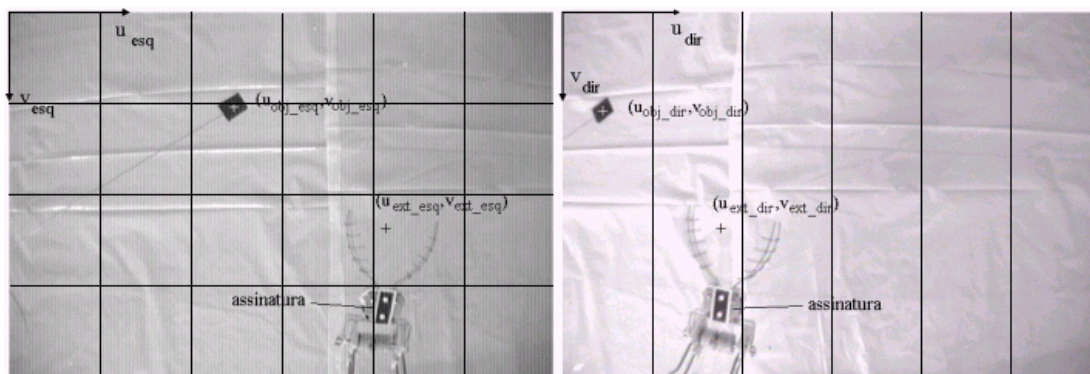 u esq
v esq
(u obj_esq, v obj_esq)
(u ext_esq, v ext_esq)
assinatura
u dir
v dir
(u obj_dir, v obj_dir)
(u ext_dir, v ext_dir)
assinatura